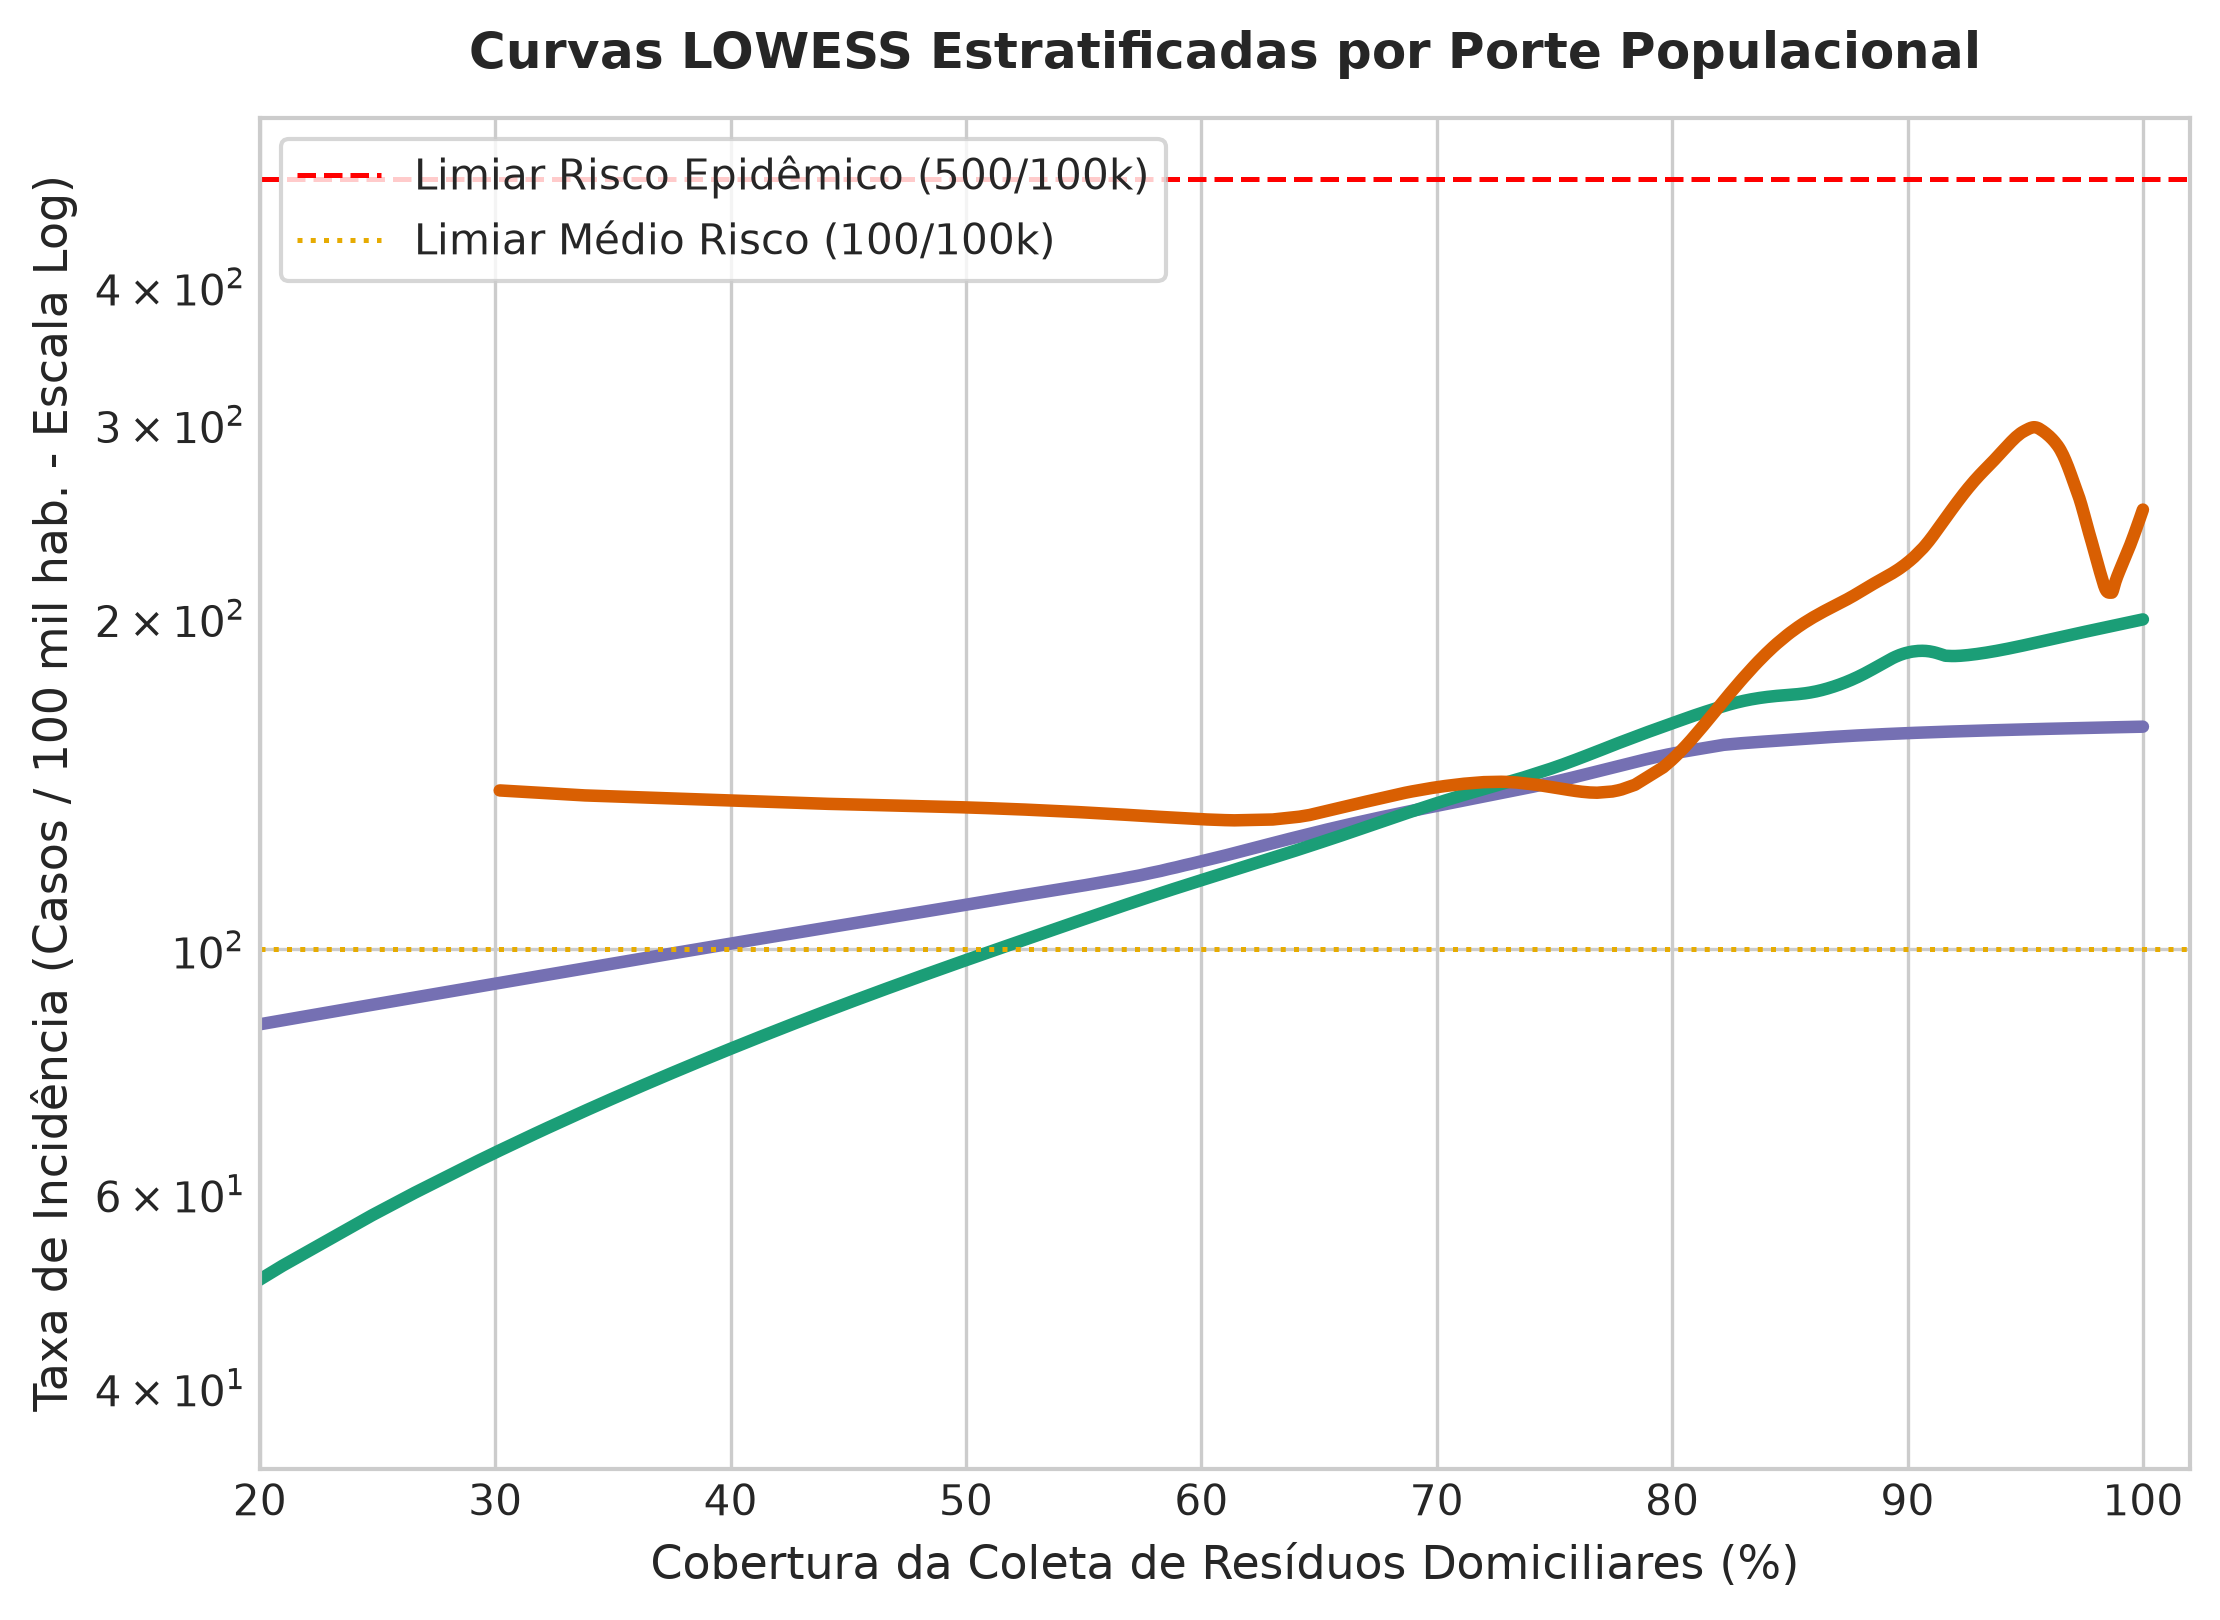 Curvas LOWESS Estratificadas por Porte Populacional
Limiar Risco Epidêmico (500/100k)
Limiar Médio Risco (100/100k)
Taxa de Incidência (Casos / 100 mil hab. - Escala Log)
4 × 10²
3 × 10²
2 × 10²
10²
6 × 10¹
4 × 10¹
20 30 40 50 60 70 80 90 100
Cobertura da Coleta de Resíduos Domiciliares (%)